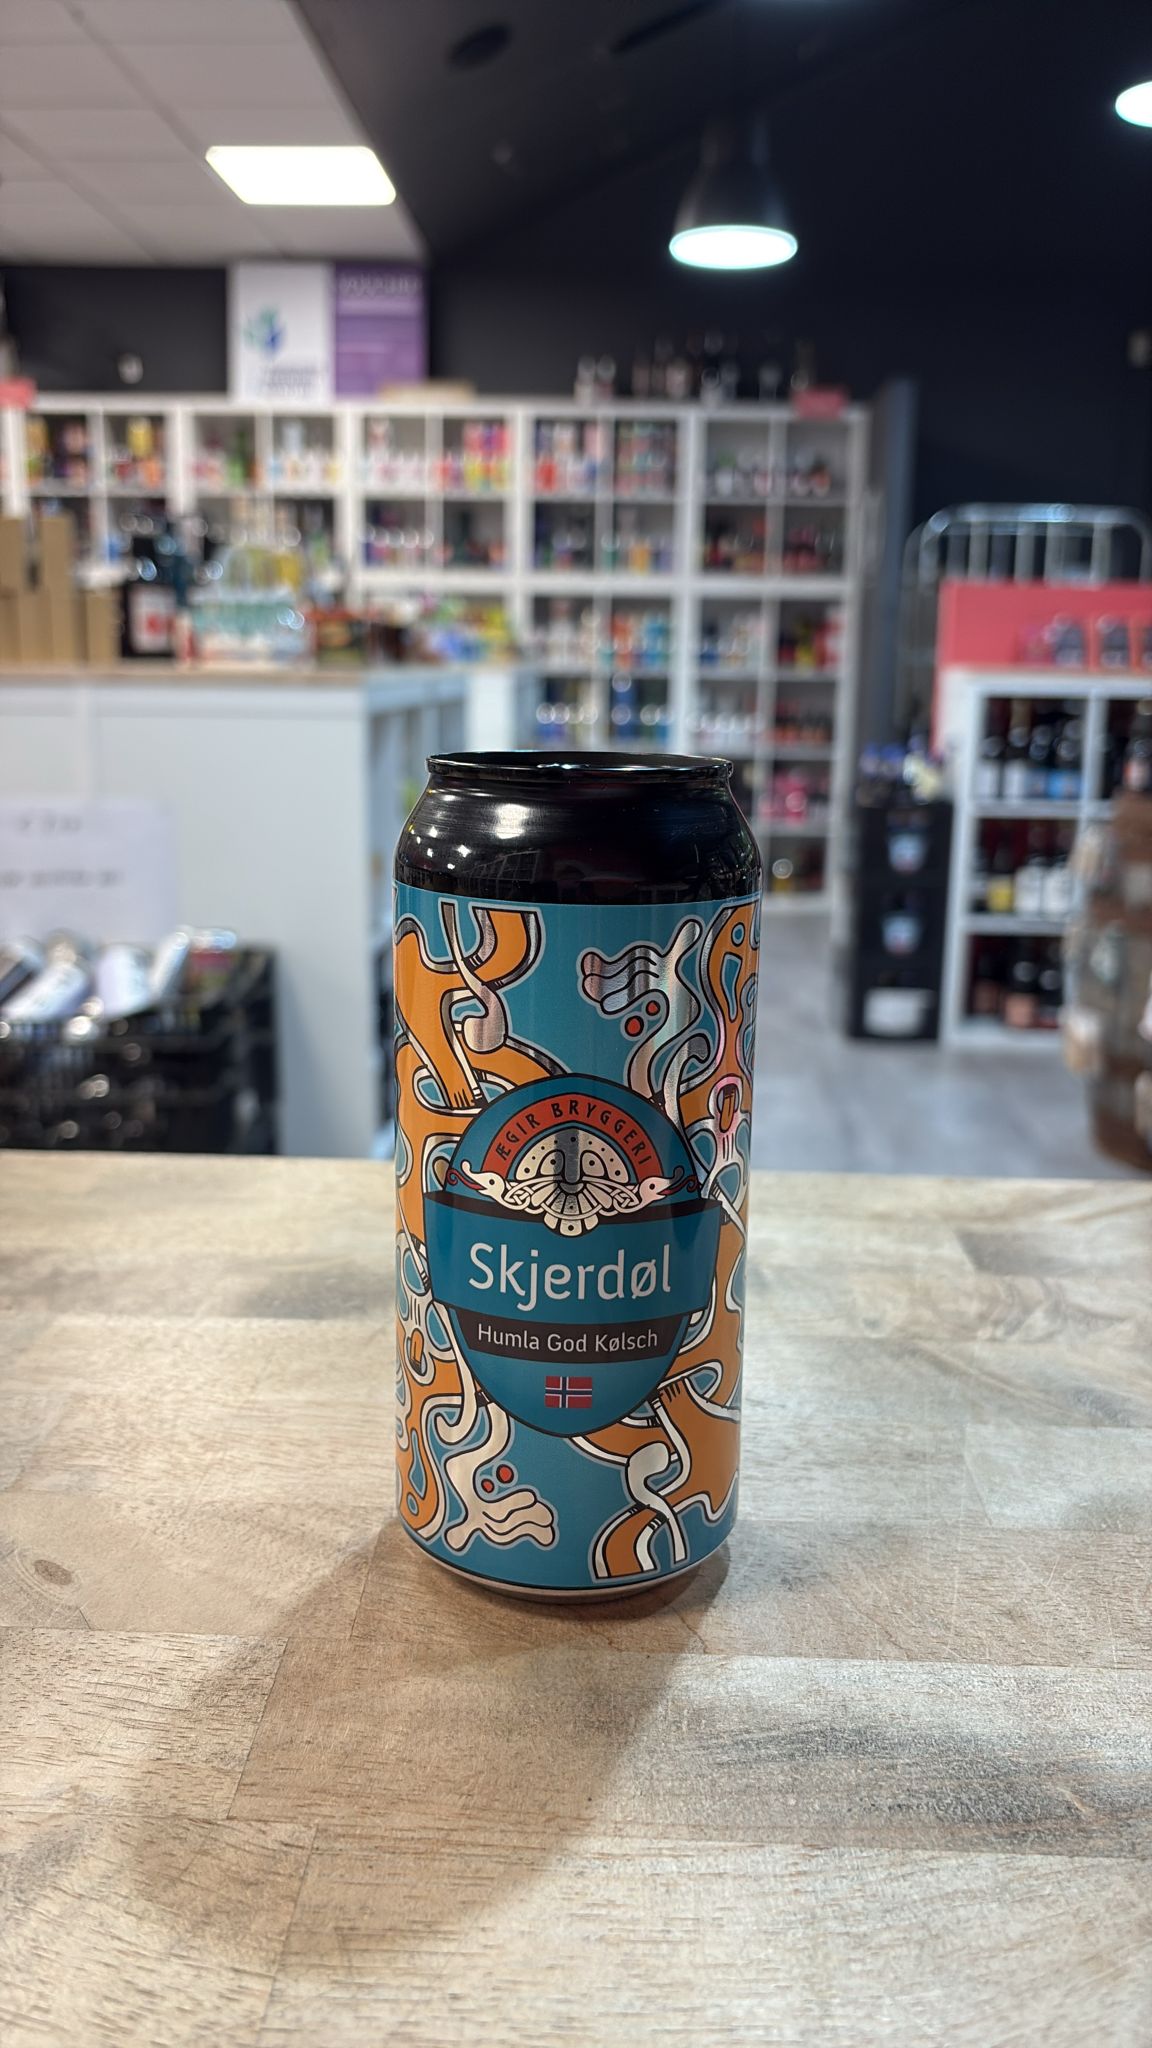 ÆGIR BRYGGERI
Skjerdøl
Humla God Kølsch